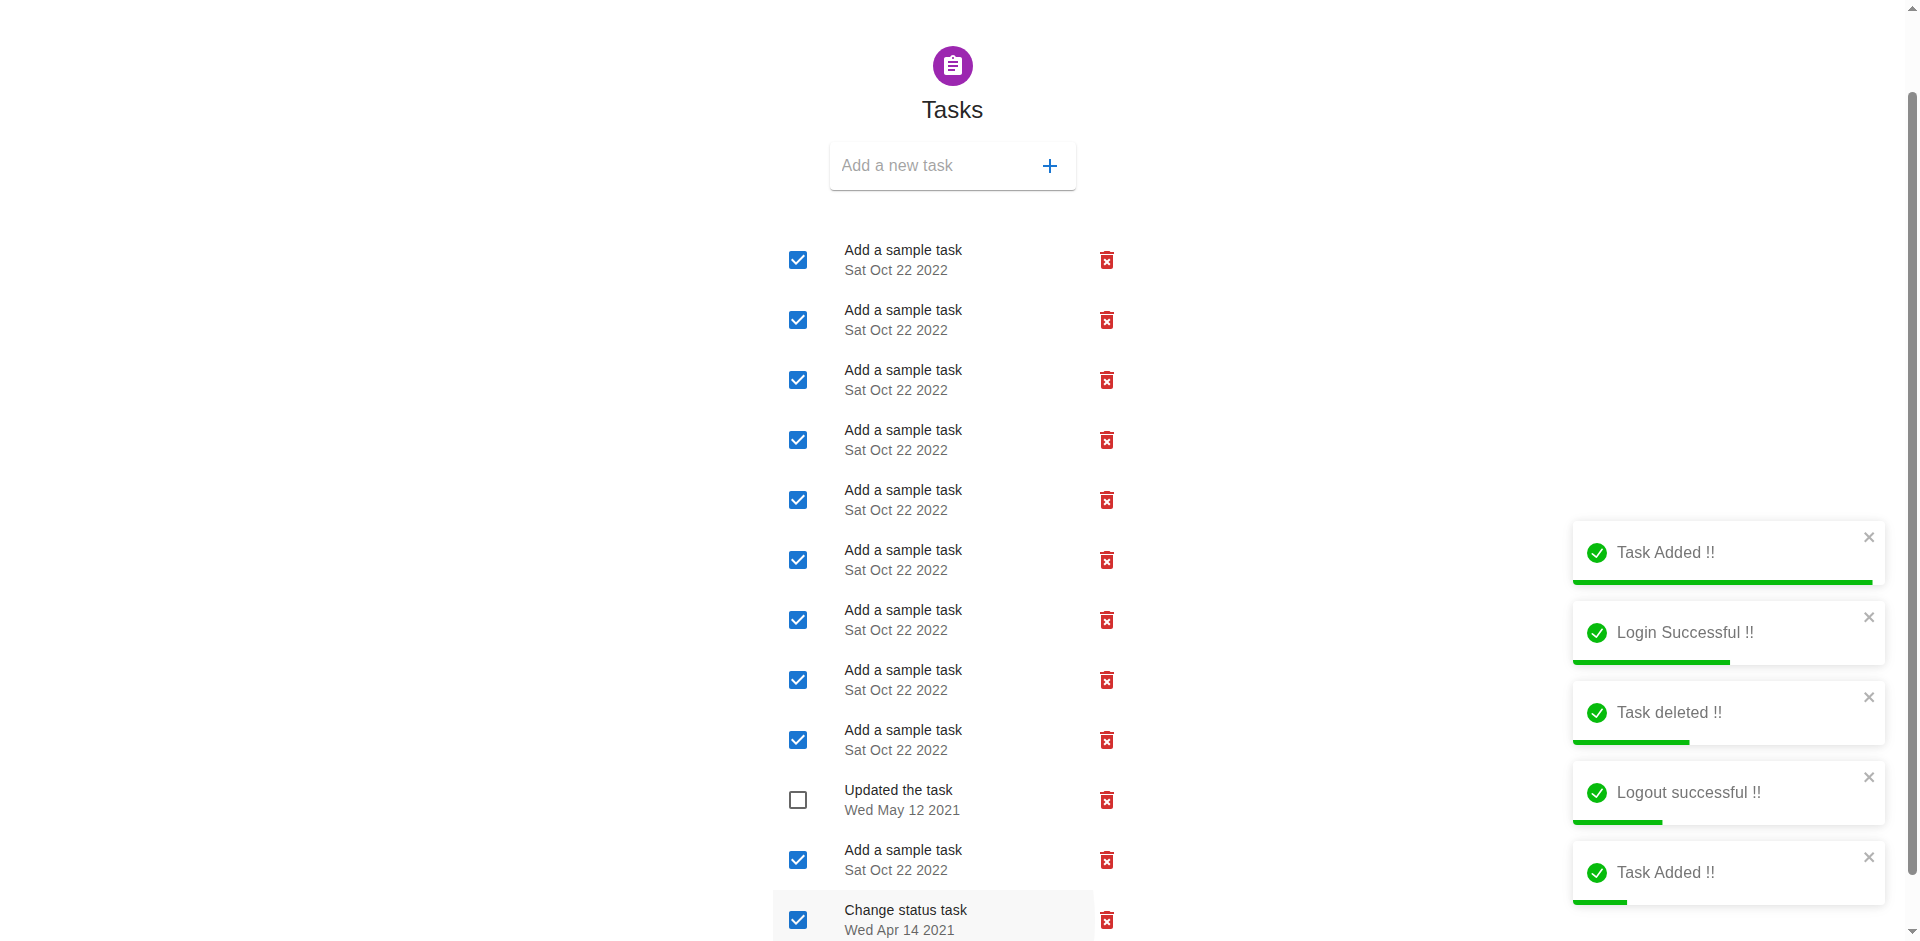 Tasks
Add a new task
Add a sample task
Sat Oct 22 2022
Add a sample task
Sat Oct 22 2022
Add a sample task
Sat Oct 22 2022
Add a sample task
Sat Oct 22 2022
Add a sample task
Sat Oct 22 2022
Add a sample task
Sat Oct 22 2022
Add a sample task
Sat Oct 22 2022
Add a sample task
Sat Oct 22 2022
Add a sample task
Sat Oct 22 2022
Updated the task
Wed May 12 2021
Add a sample task
Sat Oct 22 2022
Change status task
Wed Apr 14 2021
Task Added !!
Login Successful !!
Task deleted !!
Logout successful !!
Task Added !!